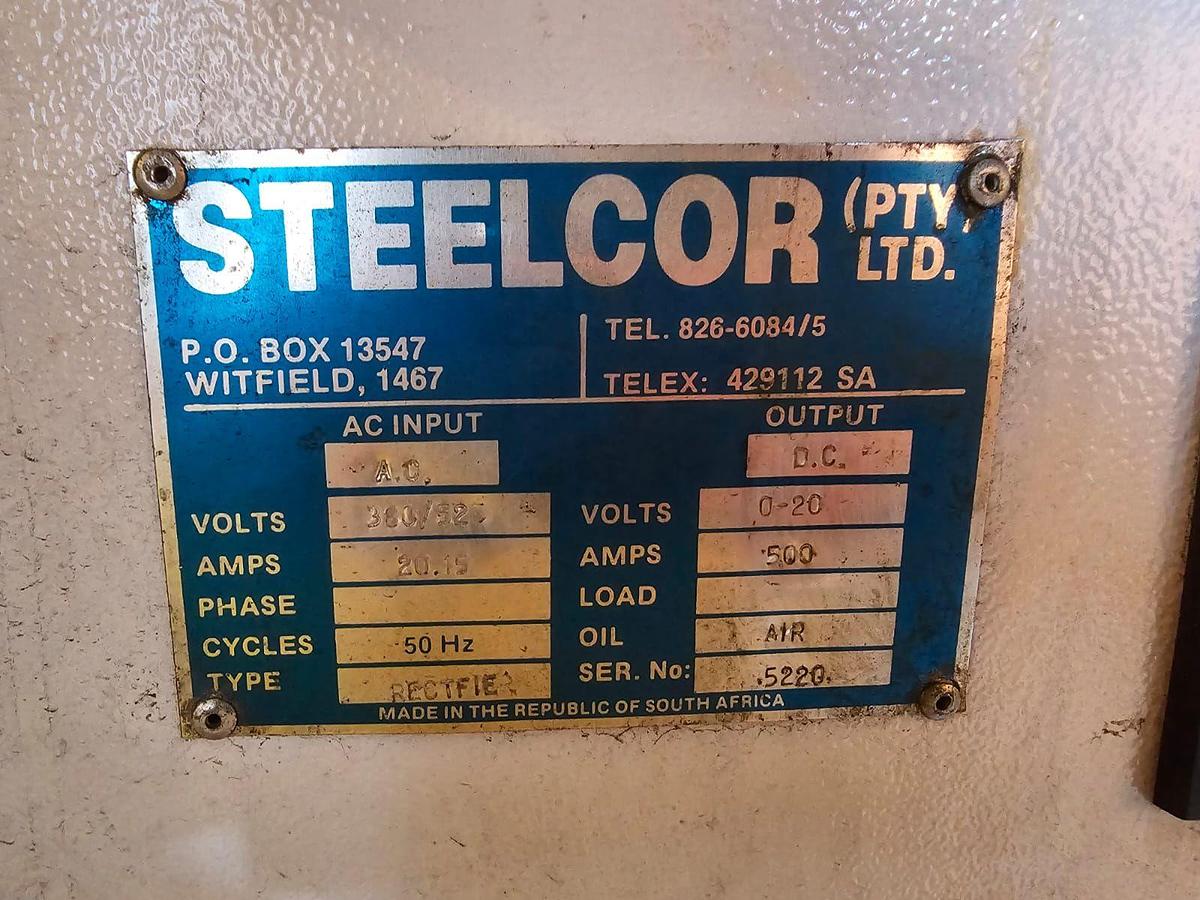 STEELCOR (PTY) LTD.
P.O. BOX 13547
WITFIELD, 1467
TEL. 826-6084/5
TELEX: 429112 SA
AC INPUT
A.C.
VOLTS
AMPS 20.15
PHASE
CYCLES 50 Hz
TYPE
OUTPUT
D.C.
VOLTS 0-20
AMPS 500
LOAD
OIL AIR
SER. No: 5220
MADE IN THE REPUBLIC OF SOUTH AFRICA